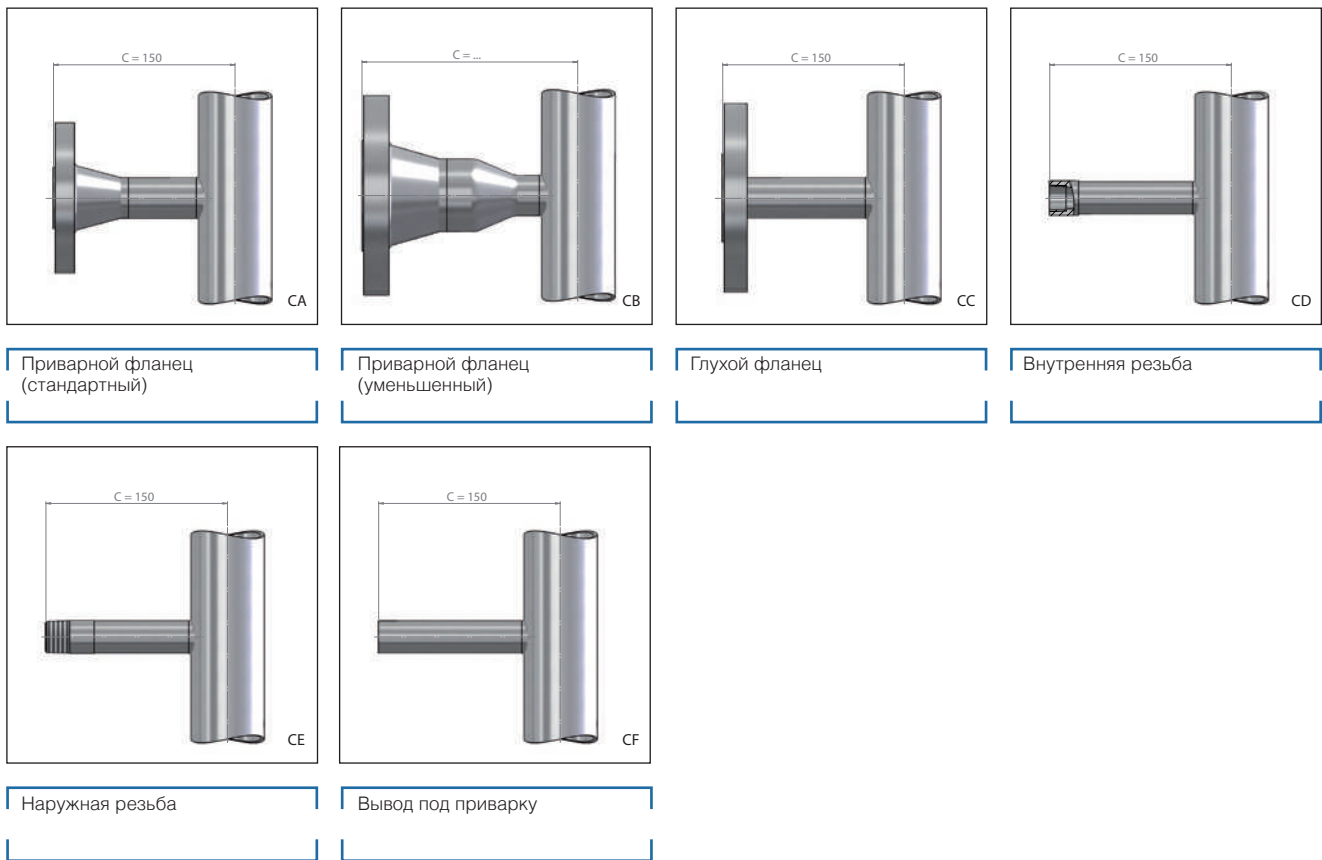 C = 150
CA
C = ...
CB
C = 150
CC
C = 150
CD
Приварной фланец
(стандартный)
Приварной фланец
(уменьшенный)
Глухой фланец
Внутренняя резьба
C = 150
CE
C = 150
CF
Наружная резьба
Вывод под приварку